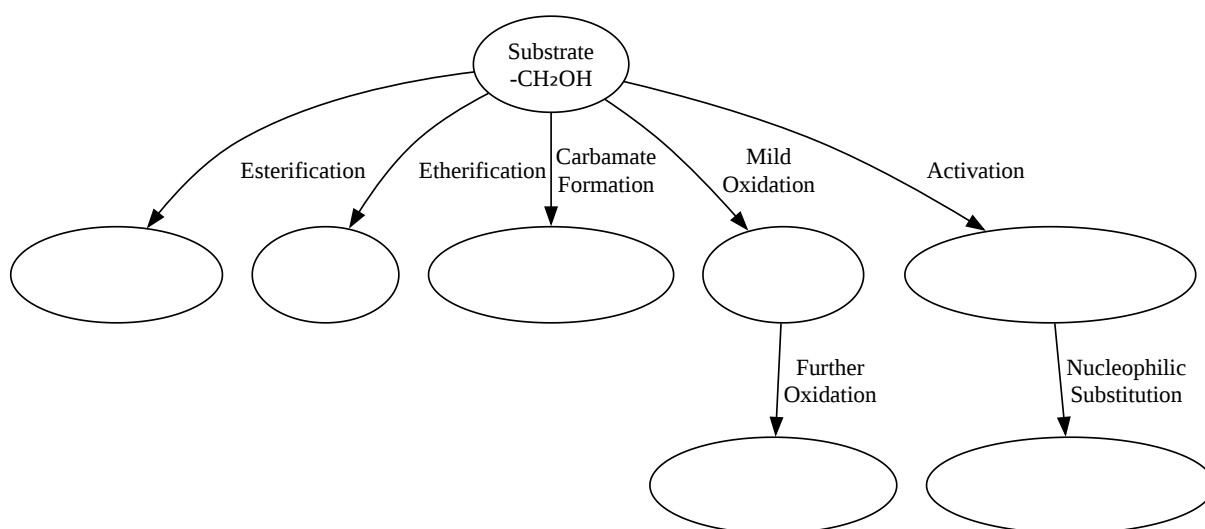 Substrate
-CH₂OH
Esterification
Etherification
Carbamate
Formation
Mild
Oxidation
Activation
Further
Oxidation
Nucleophilic
Substitution